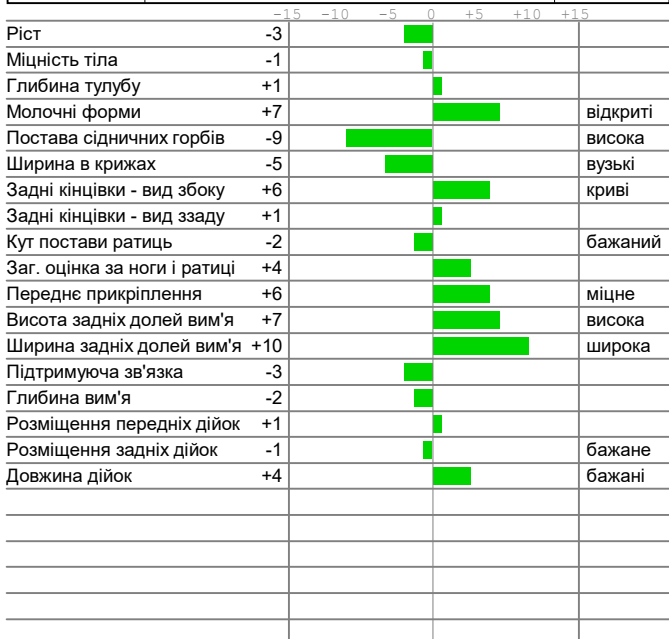 -15 -10 -5 0 +5 +10 +15
Ріст -3
Міцність тіла -1
Глибина тулубу +1
Молочні форми +7 відкриті
Постава сідничних горбів -9 висока
Ширина в крижах -5 вузькі
Задні кінцівки - вид збоку +6 криві
Задні кінцівки - вид ззаду +1
Кут постави ратиць -2 бажаний
Заг. оцінка за ноги і ратиці +4
Переднє прикріплення +6 міцне
Висота задніх долей вим'я +7 висока
Ширина задніх долей вим'я +10 широка
Підтримуюча зв'язка -3
Глибина вим'я -2
Розміщення передніх дійок +1
Розміщення задніх дійок -1 бажане
Довжина дійок +4 бажані